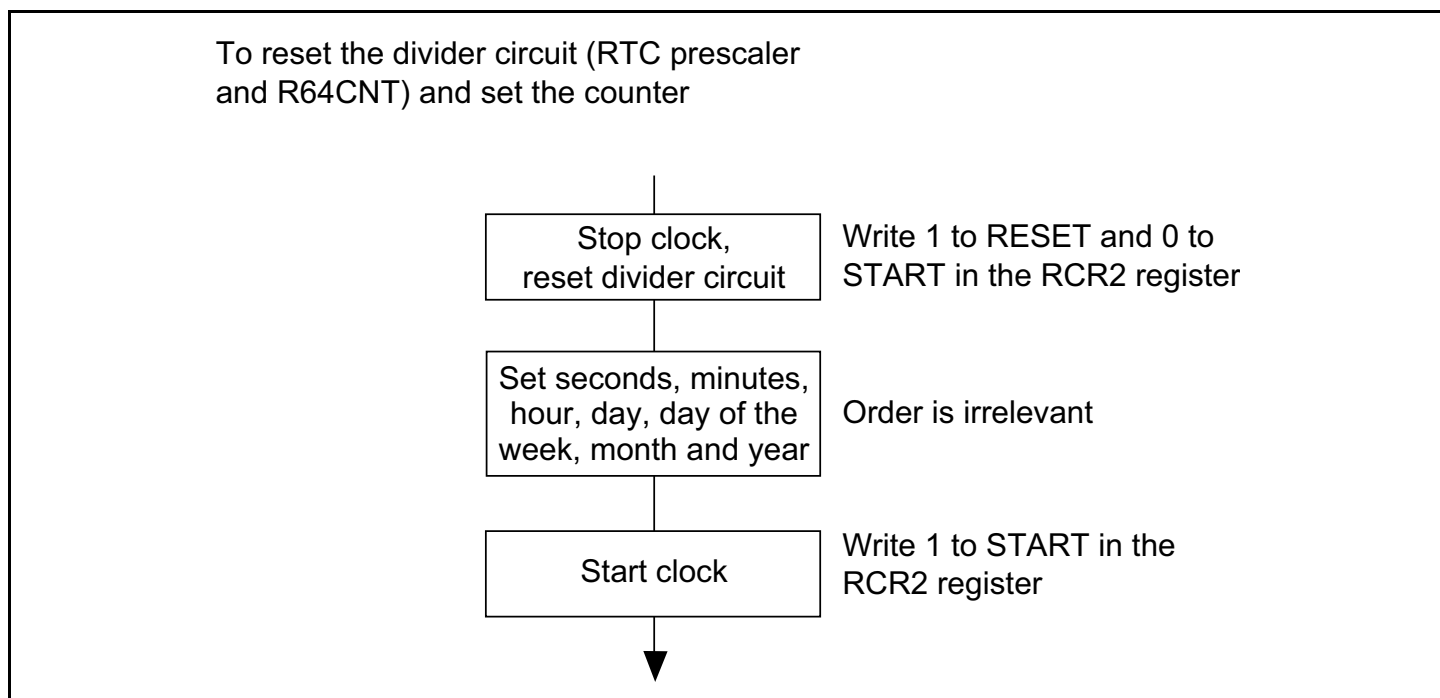 To reset the divider circuit (RTC prescaler
and R64CNT) and set the counter
Stop clock,
reset divider circuit
Write 1 to RESET and 0 to
START in the RCR2 register
Set seconds, minutes,
hour, day, day of the
week, month and year
Order is irrelevant
Start clock
Write 1 to START in the
RCR2 register